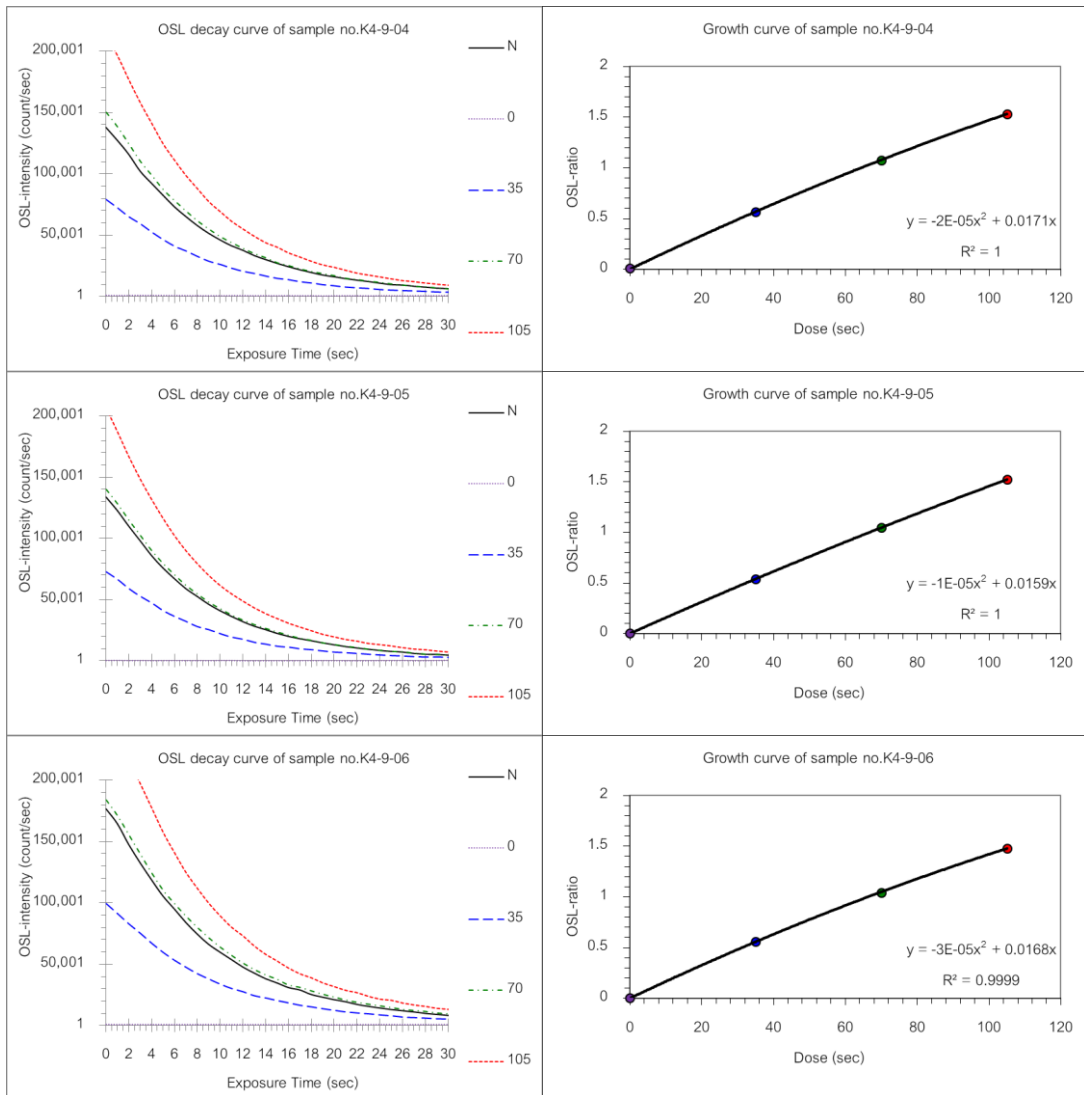 OSL decay curve of sample no.K4-9-04
200,001
150,001
100,001
50,001
1
OSL-intensity (count/sec)
0 2 4 6 8 10 12 14 16 18 20 22 24 26 28 30
Exposure Time (sec)
N
0
35
70
105
Growth curve of sample no.K4-9-04
2
1.5
1
0.5
0
OSL-ratio
y = -2E-05x² + 0.0171x
R² = 1
0 20 40 60 80 100 120
Dose (sec)
OSL decay curve of sample no.K4-9-05
200,001
150,001
100,001
50,001
1
OSL-intensity (count/sec)
0 2 4 6 8 10 12 14 16 18 20 22 24 26 28 30
Exposure Time (sec)
N
0
35
70
105
Growth curve of sample no.K4-9-05
2
1.5
1
0.5
0
OSL-ratio
y = -1E-05x² + 0.0159x
R² = 1
0 20 40 60 80 100 120
Dose (sec)
OSL decay curve of sample no.K4-9-06
200,001
150,001
100,001
50,001
1
OSL-intensity (count/sec)
0 2 4 6 8 10 12 14 16 18 20 22 24 26 28 30
Exposure Time (sec)
N
0
35
70
105
Growth curve of sample no.K4-9-06
2
1.5
1
0.5
0
OSL-ratio
y = -3E-05x² + 0.0168x
R² = 0.9999
0 20 40 60 80 100 120
Dose (sec)